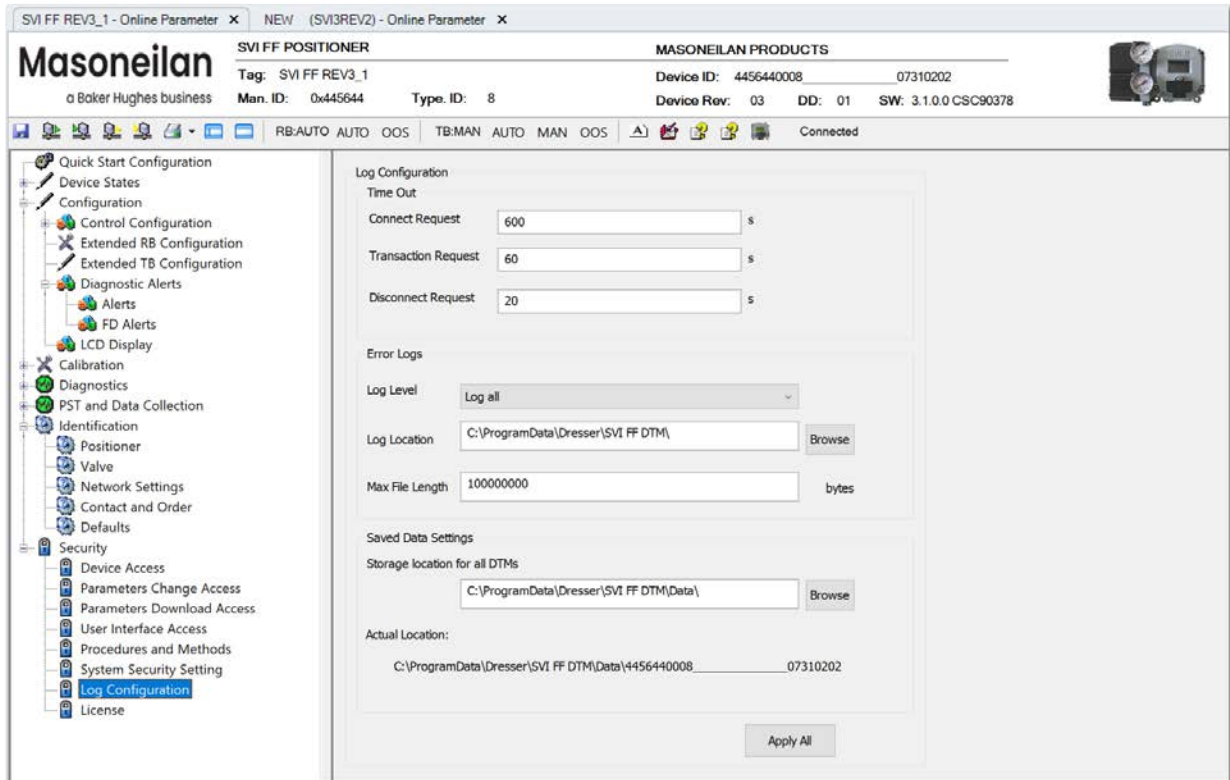 SVI FF REV3_1 - Online Parameter X NEW (SVI3REV2) - Online Parameter X
Masoneilan
a Baker Hughes business
SVI FF POSITIONER
Tag: SVI FF REV3_1
Man. ID: 0x445644 Type. ID: 8
MASONEILAN PRODUCTS
Device ID: 4456440008______________07310202
Device Rev: 03 DD: 01 SW: 3.1.0.0 CSC90378
RB:AUTO AUTO OOS TB:MAN AUTO MAN OOS Connected
Quick Start Configuration
Device States
Configuration
Control Configuration
Extended RB Configuration
Extended TB Configuration
Diagnostic Alerts
Alerts
FD Alerts
LCD Display
Calibration
Diagnostics
PST and Data Collection
Identification
Positioner
Valve
Network Settings
Contact and Order
Defaults
Security
Device Access
Parameters Change Access
Parameters Download Access
User Interface Access
Procedures and Methods
System Security Setting
Log Configuration
License
Log Configuration
Time Out
Connect Request 600 s
Transaction Request 60 s
Disconnect Request 20 s
Error Logs
Log Level Log all
Log Location C:\ProgramData\Dresser\SVI FF DTM\ Browse
Max File Length 100000000 bytes
Saved Data Settings
Storage location for all DTMs
C:\ProgramData\Dresser\SVI FF DTM\Data\ Browse
Actual Location:
C:\ProgramData\Dresser\SVI FF DTM\Data\4456440008______________07310202
Apply All